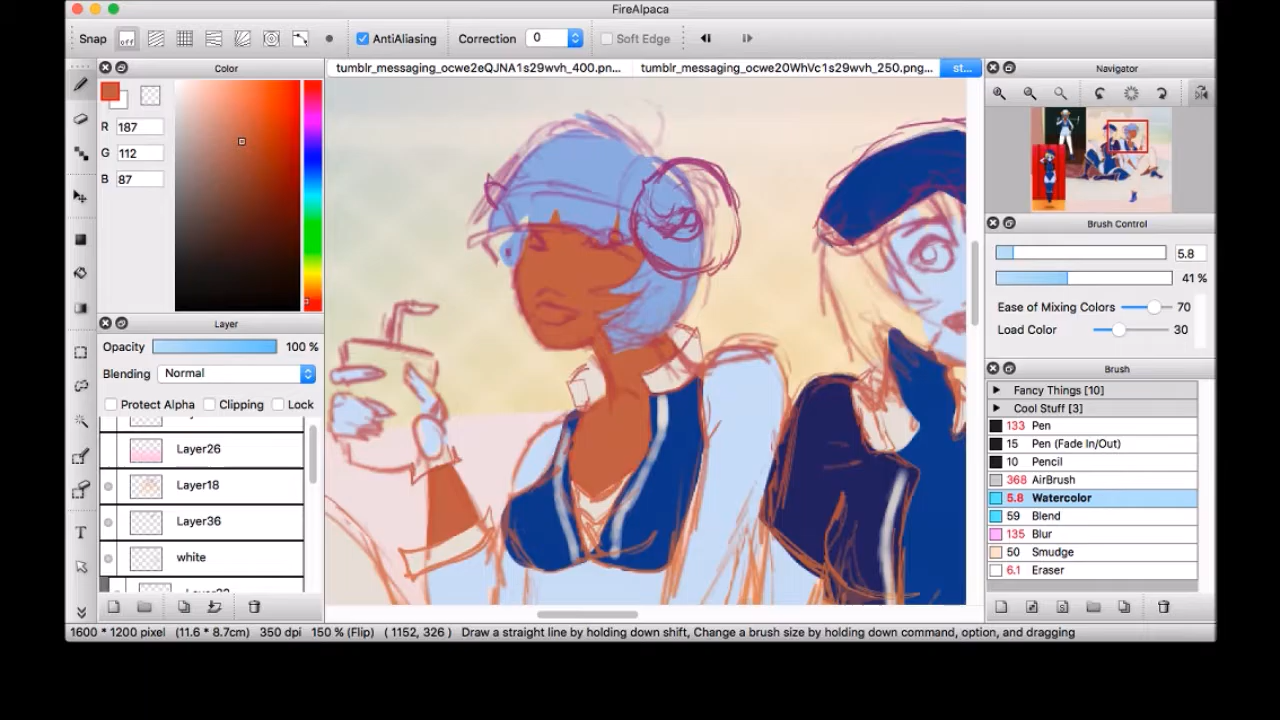 FireAlpaca
Snap off AntiAliasing Correction 0 Soft Edge
Color
tumblr_messaging_ocwe2eQJNA1s29wvh_400.pn...
tumblr_messaging_ocwe20WhVc1s29wvh_250.png...
st...
Navigator
R 187
G 112
B 87
Brush Control
5.8
41 %
Ease of Mixing Colors 70
Load Color 30
Layer
Opacity 100 %
Blending Normal
Protect Alpha Clipping Lock
Layer26
Layer18
Layer36
white
Brush
Fancy Things [10]
Cool Stuff [3]
133 Pen
15 Pen (Fade In/Out)
10 Pencil
368 AirBrush
5.8 Watercolor
59 Blend
135 Blur
50 Smudge
6.1 Eraser
T
1600 * 1200 pixel (11.6 * 8.7cm) 350 dpi 150 % (Flip) ( 1152, 326 ) Draw a straight line by holding down shift, Change a brush size by holding down command, option, and dragging